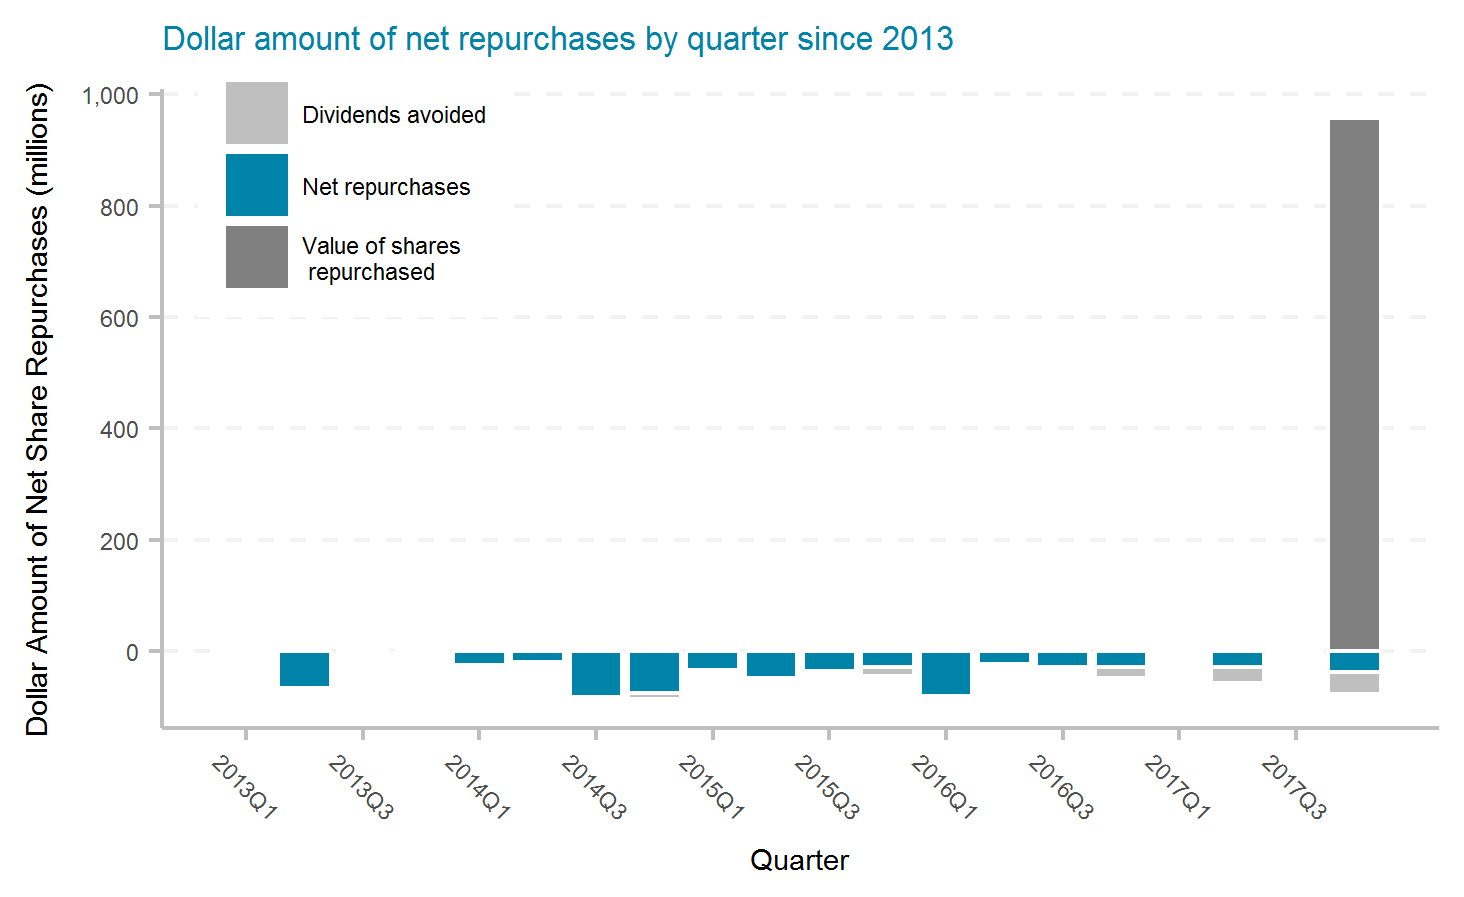 Dollar amount of net repurchases by quarter since 2013
Dollar Amount of Net Share Repurchases (millions)
1,000
800
600
400
200
0
Dividends avoided
Net repurchases
Value of shares
repurchased
2013Q1
2013Q3
2014Q1
2014Q3
2015Q1
2015Q3
2016Q1
2016Q3
2017Q1
2017Q3
Quarter